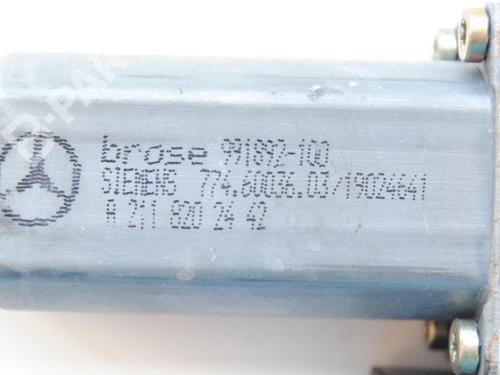 brose 991892-100
SIEMENS 774.60036.03/19024641
A 211 820 24 42